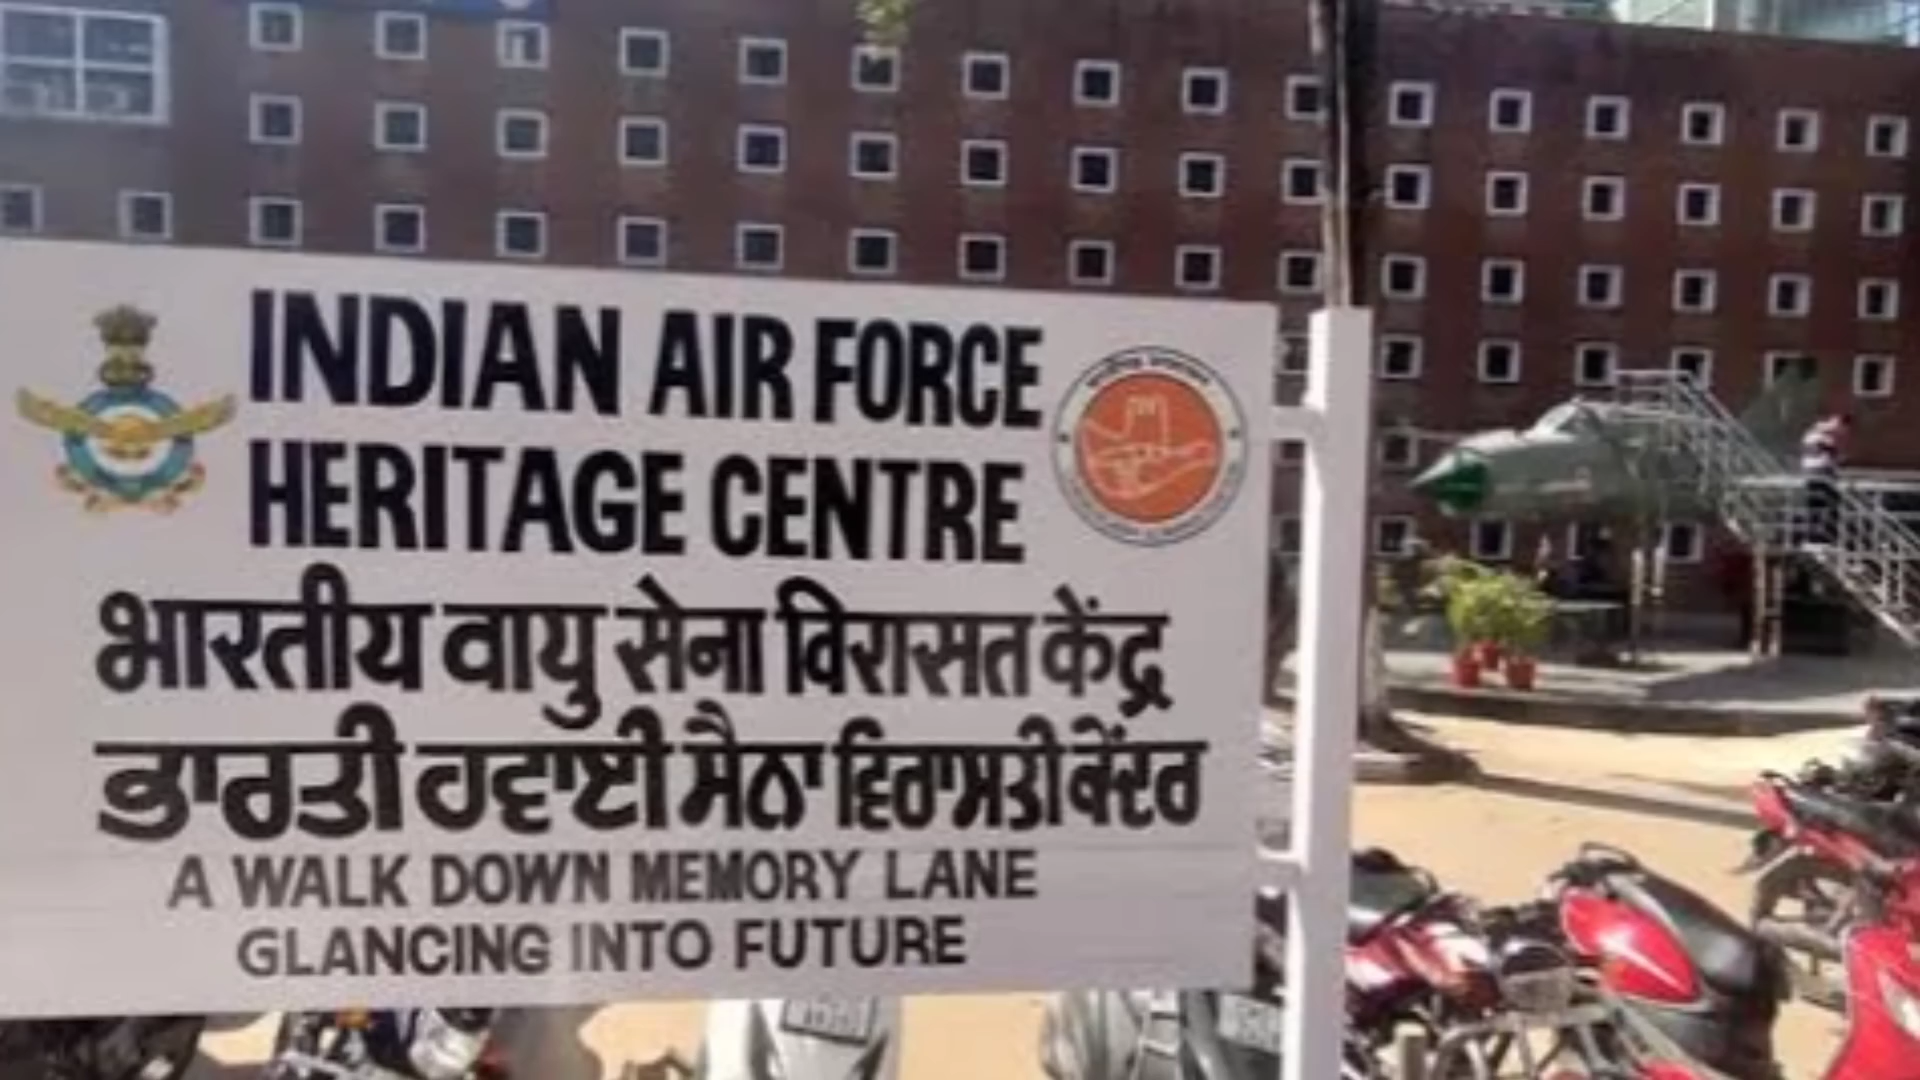 INDIAN AIR FORCE
HERITAGE CENTRE
भारतीय वायु सेना विरासत केंद्र
ਭਾਰਤੀ ਹਵਾਈ ਸੈਨਾ ਵਿਰਾਸਤੀ ਕੇਂਦਰ
A WALK DOWN MEMORY LANE
GLANCING INTO FUTURE